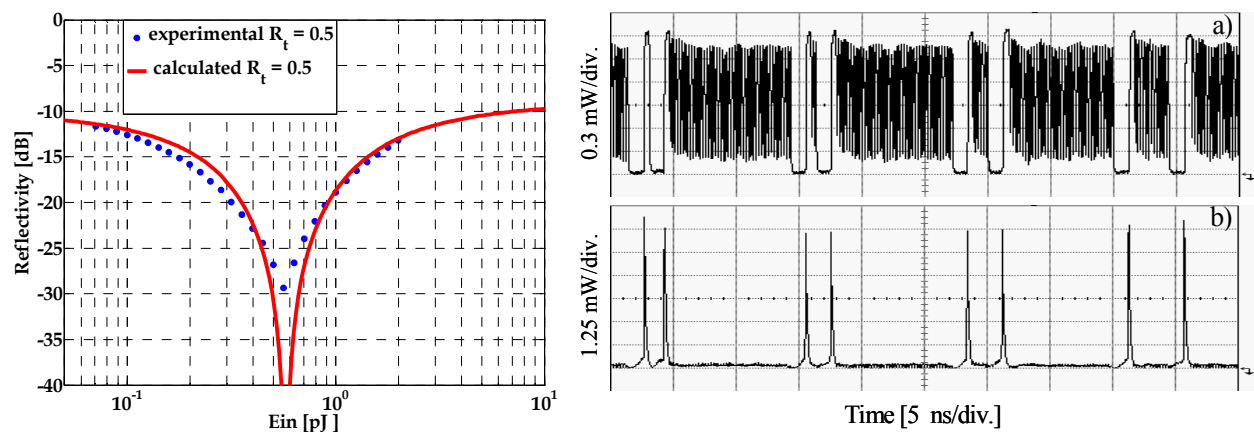 0
-5
-10
-15
-20
-25
-30
-35
-40
Reflectivity [dB]
experimental R_t = 0.5
calculated R_t = 0.5
10^-1
10^0
10^1
Ein [pJ]
a)
0.3 mW/div.
b)
1.25 mW/div.
Time [5 ns/div.]